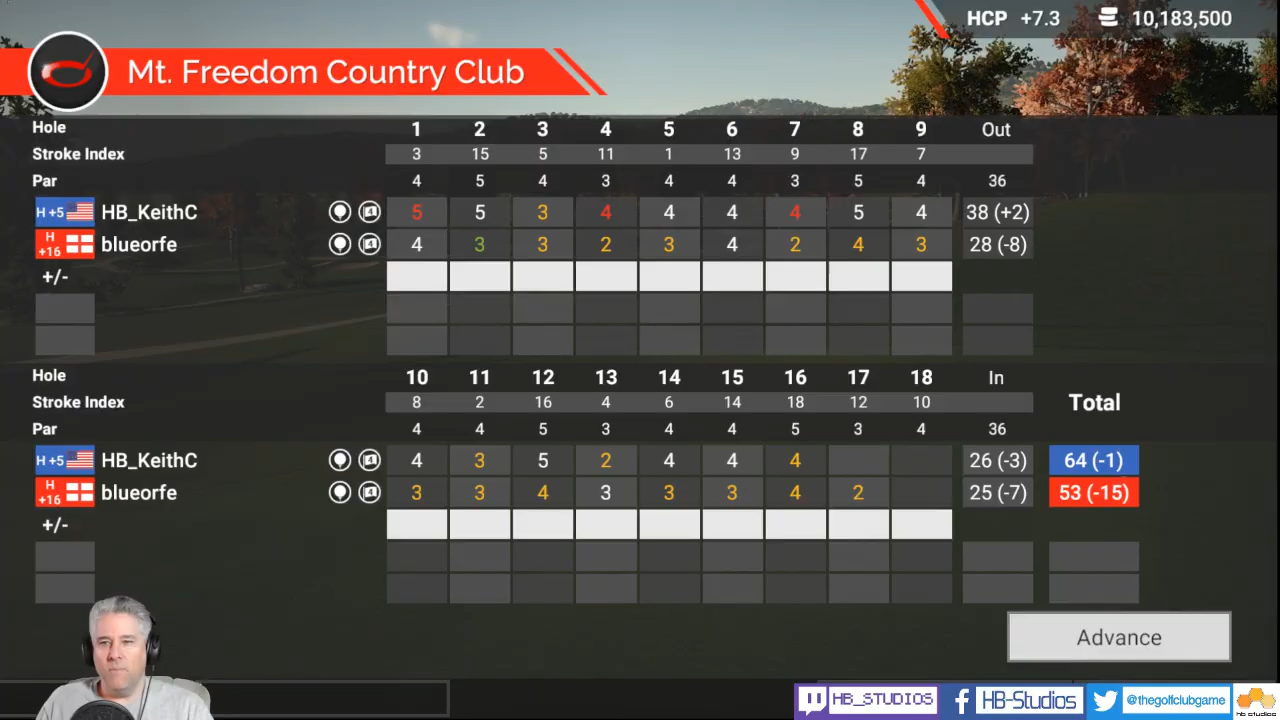 HCP +7.3 10,183,500
Mt. Freedom Country Club
Hole 1 2 3 4 5 6 7 8 9 Out
Stroke Index 3 15 5 11 1 13 9 17 7
Par 4 5 4 3 4 4 3 5 4 36
H +5 HB_KeithC 5 5 3 4 4 4 4 5 4 38 (+2)
H +16 blueorfe 4 3 3 2 3 4 2 4 3 28 (-8)
+/-
Hole 10 11 12 13 14 15 16 17 18 In
Stroke Index 8 2 16 4 6 14 18 12 10 Total
Par 4 4 5 3 4 4 5 3 4 36
H +5 HB_KeithC 4 3 5 2 4 4 4 26 (-3) 64 (-1)
H +16 blueorfe 3 3 4 3 3 3 4 2 25 (-7) 53 (-15)
+/-
Advance
HB_STUDIOS HB-Studios @thegolfclubgame hb studios